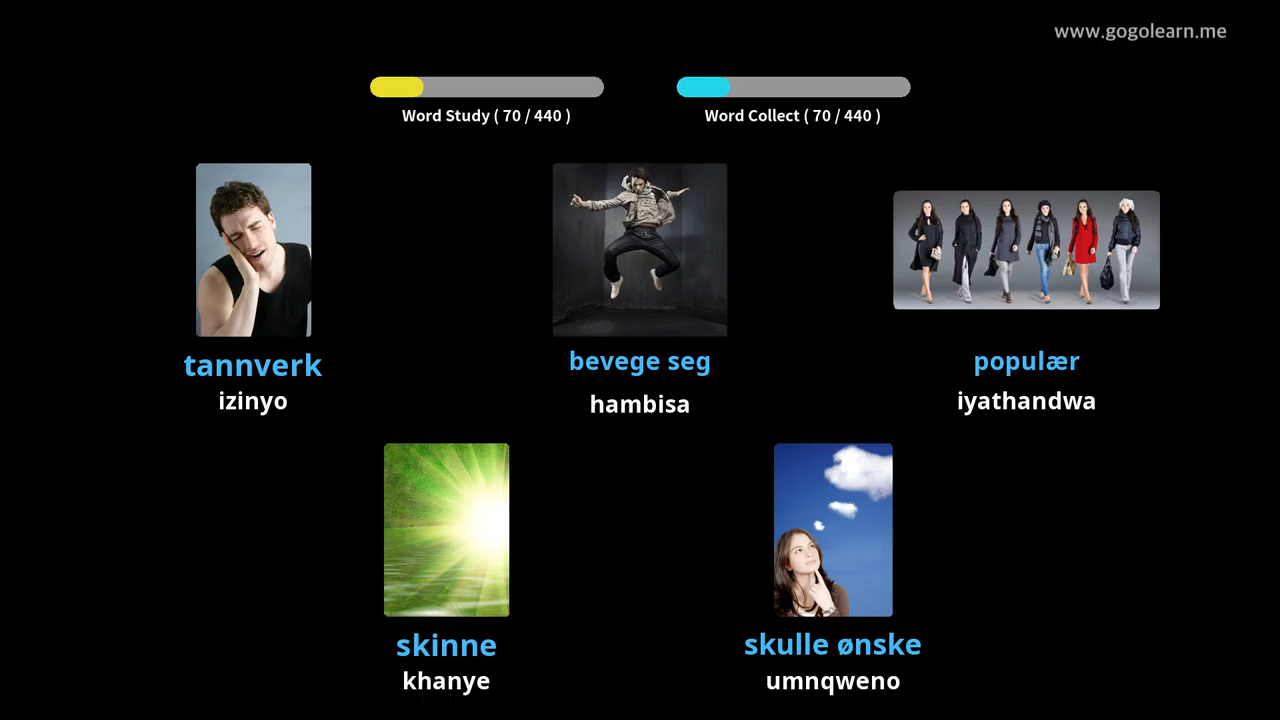 www.gogolearn.me
Word Study ( 70 / 440 )
Word Collect ( 70 / 440 )
tannverk
izinyo
bevege seg
hambisa
populær
iyathandwa
skinne
khanye
skulle ønske
umnqweno